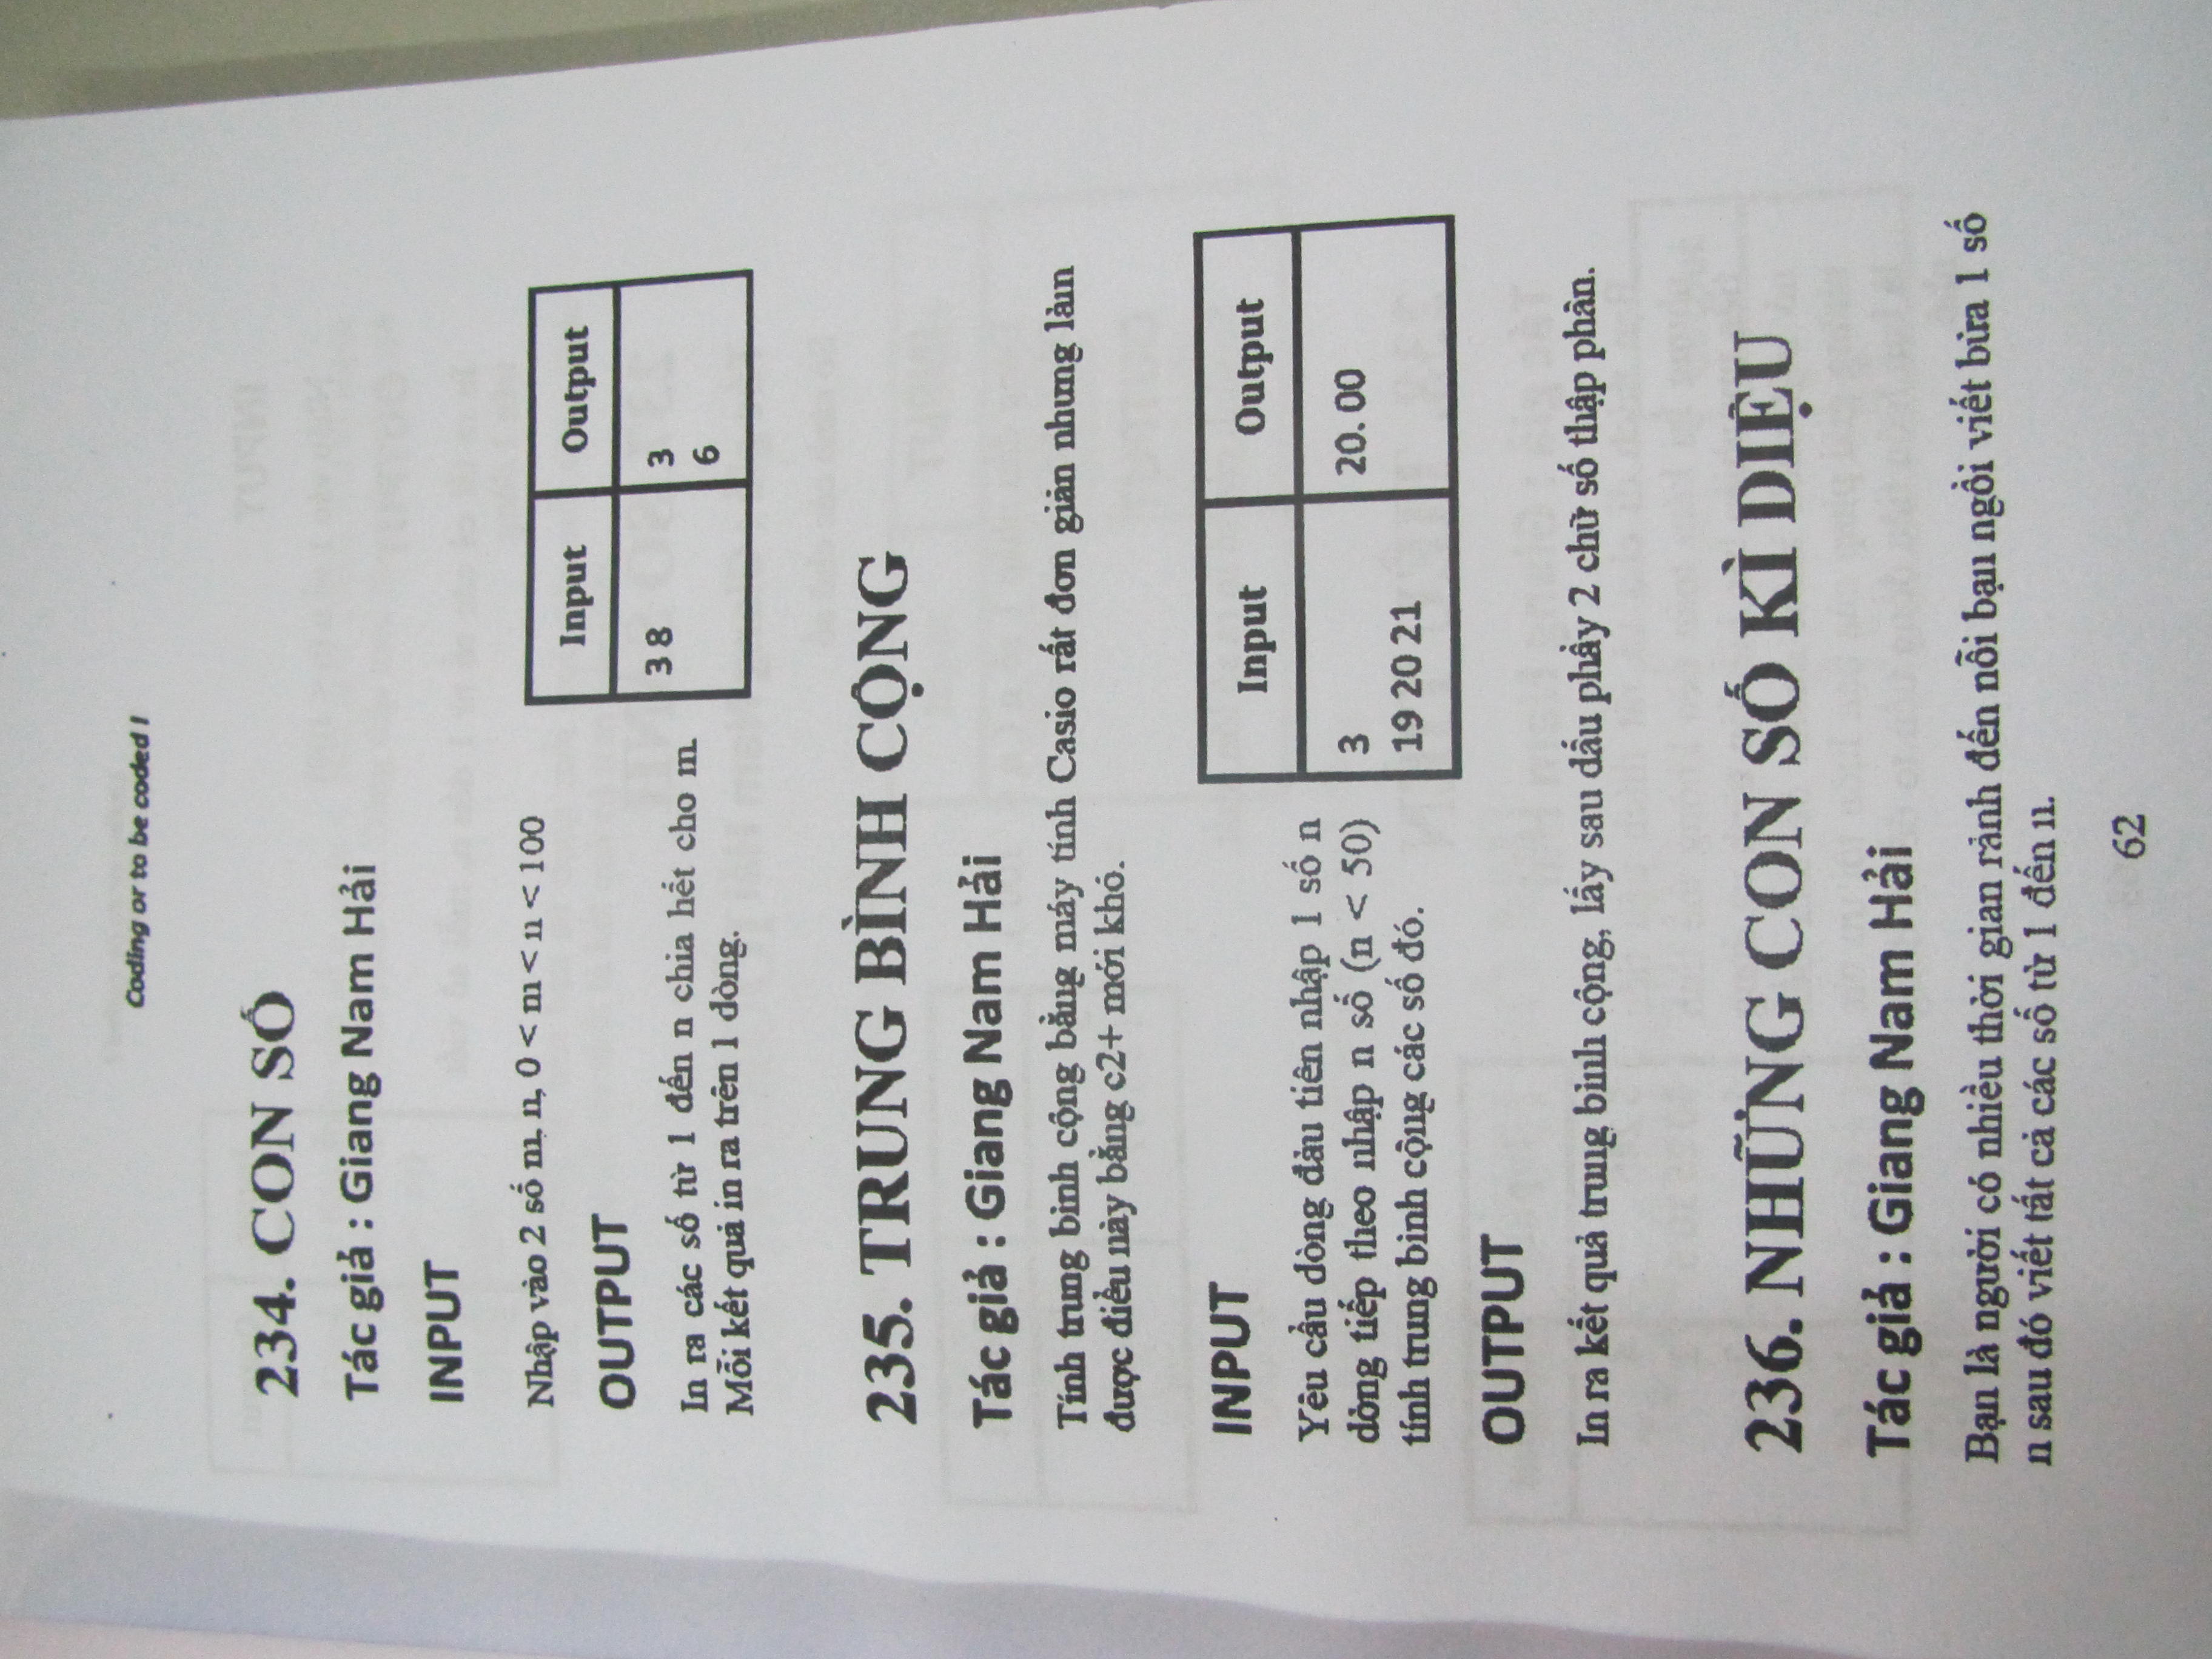 Coding or to be coded !
234. CON SỐ
Tác giả : Giang Nam Hải
INPUT
Nhập vào 2 số m, n, 0 < m < n < 100
OUTPUT
In ra các số từ 1 đến n chia hết cho m.
Mỗi kết quả in ra trên 1 dòng.
Input Output
3 8 3
6
235. TRUNG BÌNH CỘNG
Tác giả : Giang Nam Hải
Tính trung bình cộng bằng máy tính Casio rất đơn giản nhưng làm
được điều này bằng c2+ mới khó.
INPUT
Yêu cầu dòng đầu tiên nhập 1 số n
dòng tiếp theo nhập n số (n < 50)
tính trung bình cộng các số đó.
Input Output
3 20. 00
19 20 21
OUTPUT
In ra kết quả trung bình cộng, lấy sau dấu phẩy 2 chữ số thập phân.
236. NHỮNG CON SỐ KÌ DIỆU
Tác giả : Giang Nam Hải
Bạn là người có nhiều thời gian rảnh đến nỗi bạn ngồi viết bừa 1 số
n sau đó viết tất cả các số từ 1 đến n.
62